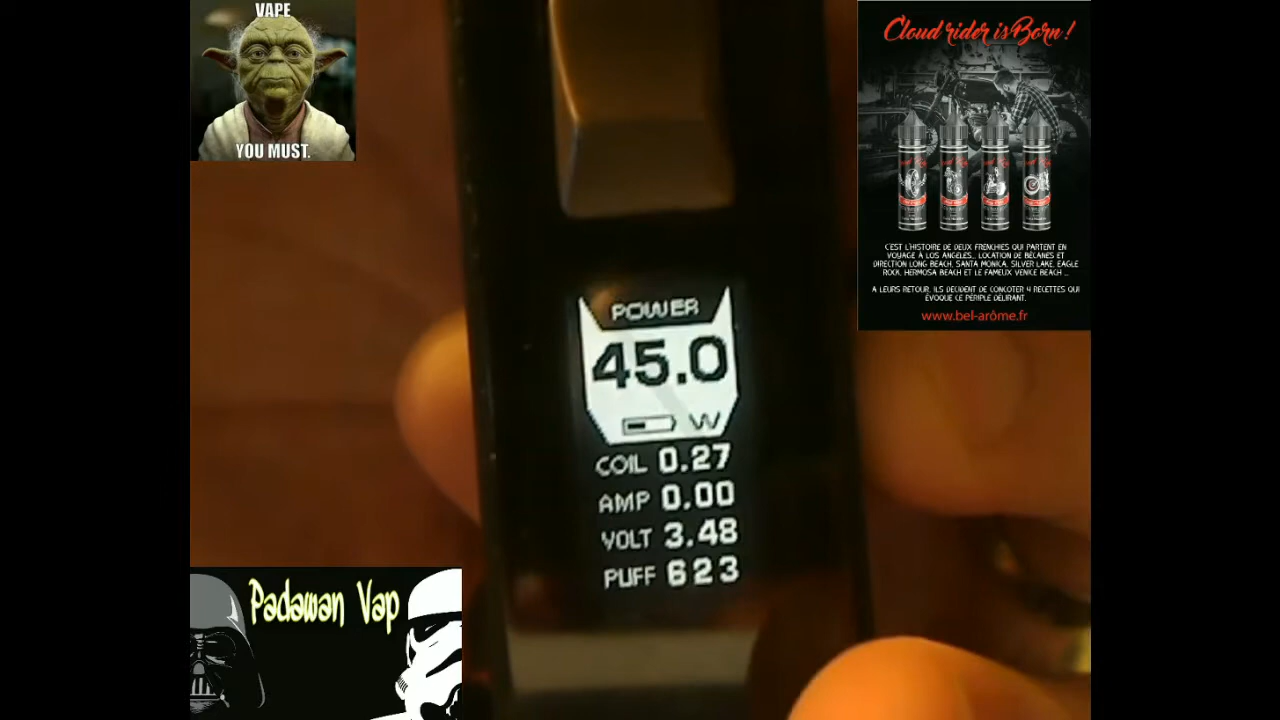 VAPE
YOU MUST.
Cloud rider is Born !
C'EST L'HISTOIRE DE DEUX FRENCHIES QUI PARTENT EN
VOYAGE À LOS ANGELES... LOCATION DE BÉCANES ET
DIRECTION LONG BEACH, SANTA MONICA, SILVER LAKE, EAGLE
ROCK, HERMOSA BEACH ET LE FAMEUX VENICE BEACH ...
A LEURS RETOUR, ILS DECIDENT DE CONCOTER 4 RECETTES QUI
ÉVOQUE CE PÉRIPLE DÉLIRANT.
www.bel-arôme.fr
POWER
45.0
W
COIL 0.27
AMP 0.00
VOLT 3.48
PUFF 623
Padawan Vap